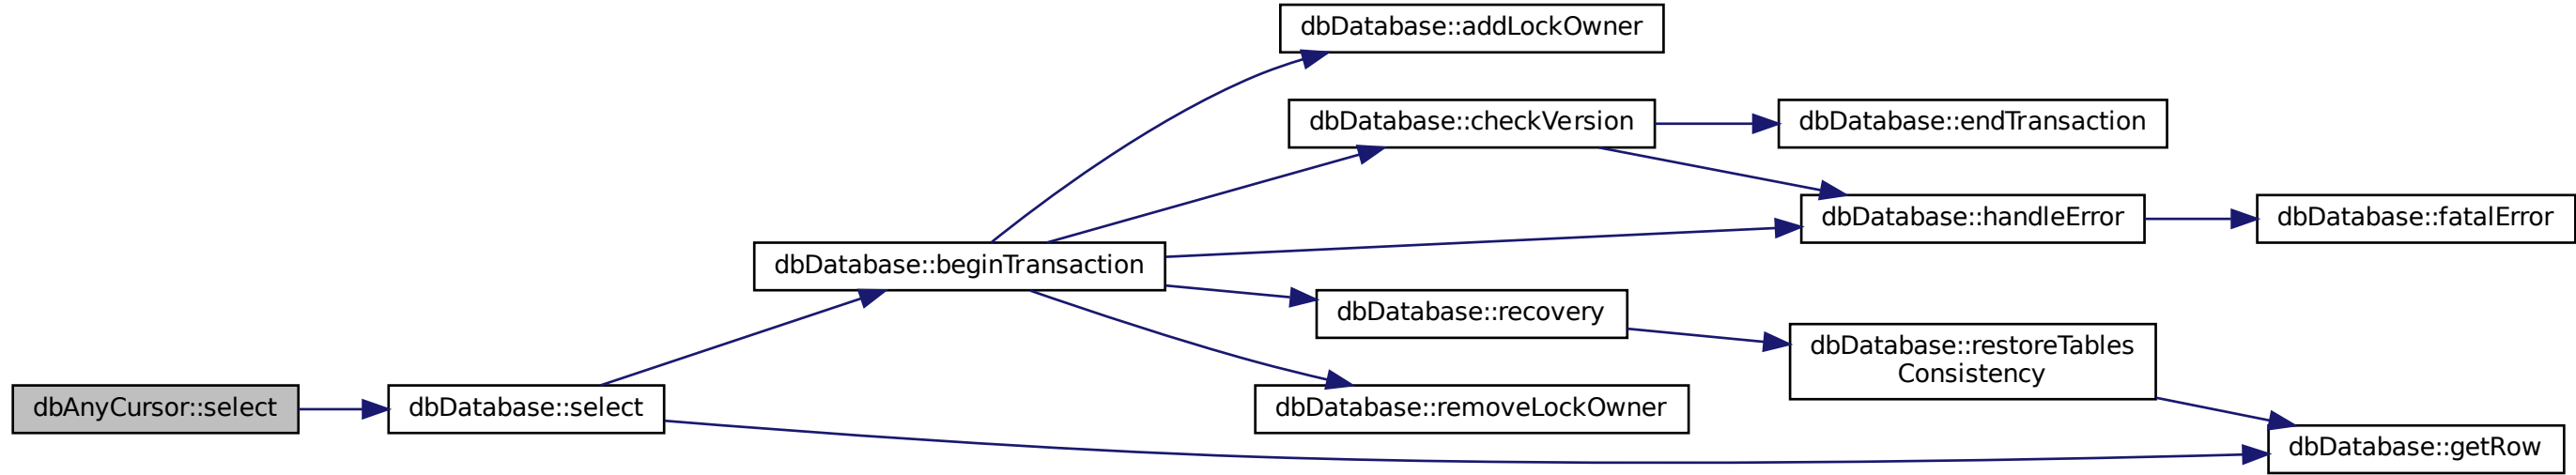 dbDatabase::addLockOwner
dbDatabase::checkVersion
dbDatabase::endTransaction
dbDatabase::handleError
dbDatabase::fatalError
dbDatabase::beginTransaction
dbDatabase::recovery
dbDatabase::restoreTables
Consistency
dbAnyCursor::select
dbDatabase::select
dbDatabase::removeLockOwner
dbDatabase::getRow